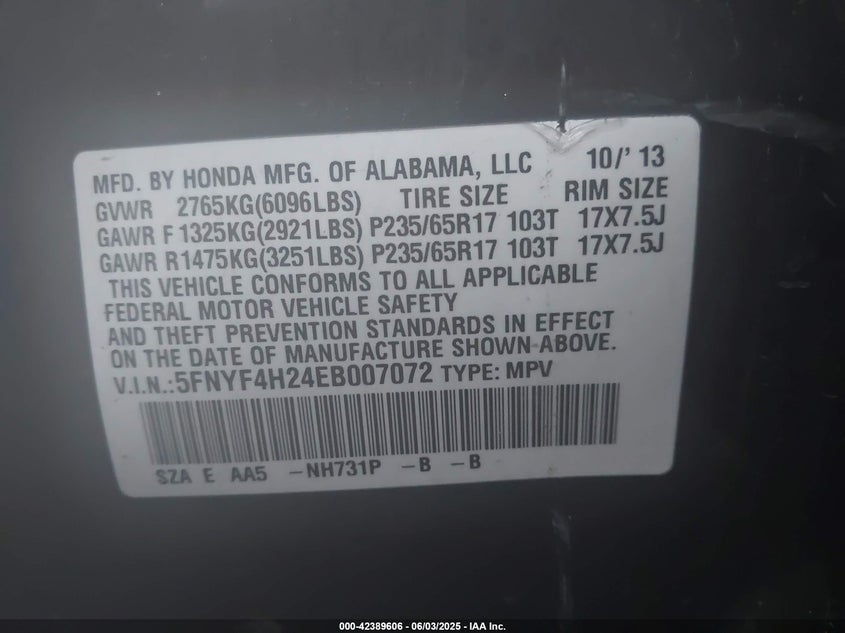 MFD. BY HONDA MFG. OF ALABAMA, LLC 10/' 13
GVWR 2765KG(6096LBS) TIRE SIZE RIM SIZE
GAWR F 1325KG(2921LBS) P235/65R17 103T 17X7.5J
GAWR R1475KG(3251LBS) P235/65R17 103T 17X7.5J
THIS VEHICLE CONFORMS TO ALL APPLICABLE
FEDERAL MOTOR VEHICLE SAFETY
AND THEFT PREVENTION STANDARDS IN EFFECT
ON THE DATE OF MANUFACTURE SHOWN ABOVE.
V.I.N.:5FNYF4H24EB007072 TYPE: MPV
SZA E AA5 -NH731P -B -B
000-42389606 - 06/03/2025 - IAA Inc.